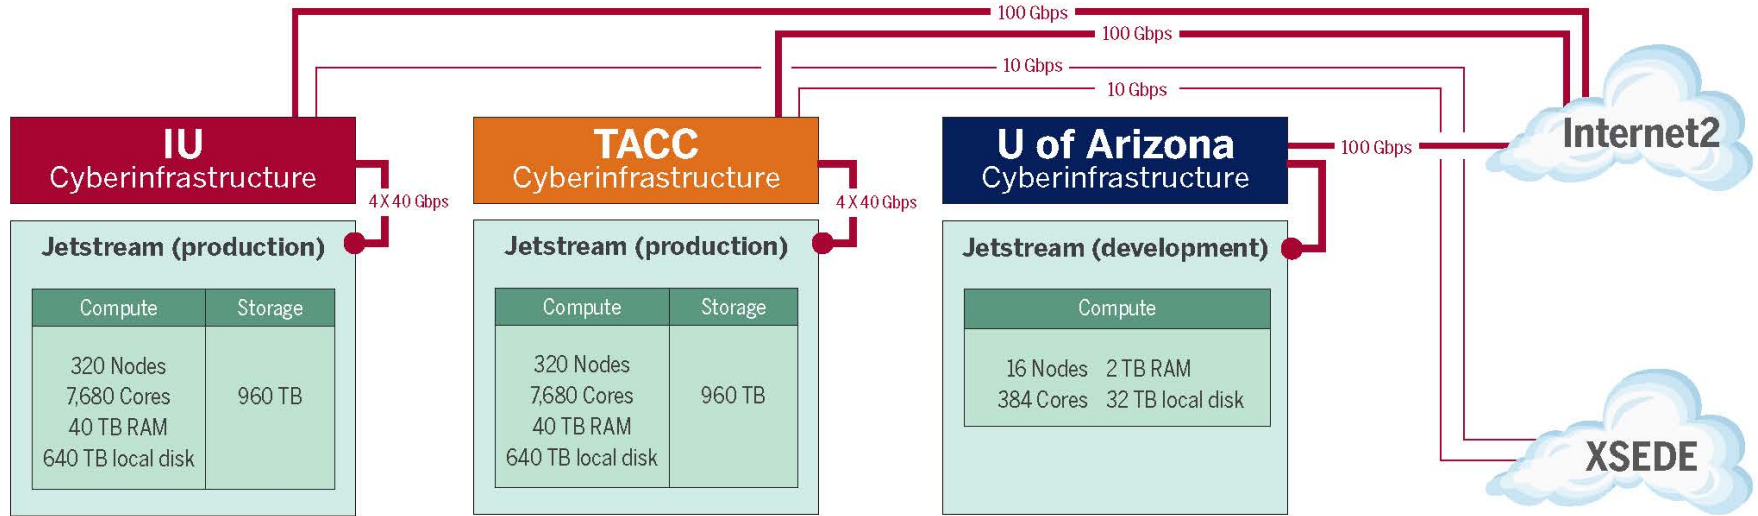 100 Gbps
100 Gbps
10 Gbps
10 Gbps
IU
Cyberinfrastructure
4 X 40 Gbps
Jetstream (production)
Compute Storage
320 Nodes
7,680 Cores
40 TB RAM
640 TB local disk
960 TB
TACC
Cyberinfrastructure
4 X 40 Gbps
Jetstream (production)
Compute Storage
320 Nodes
7,680 Cores
40 TB RAM
640 TB local disk
960 TB
U of Arizona
Cyberinfrastructure
100 Gbps
Jetstream (development)
Compute
16 Nodes 2 TB RAM
384 Cores 32 TB local disk
Internet2
XSEDE